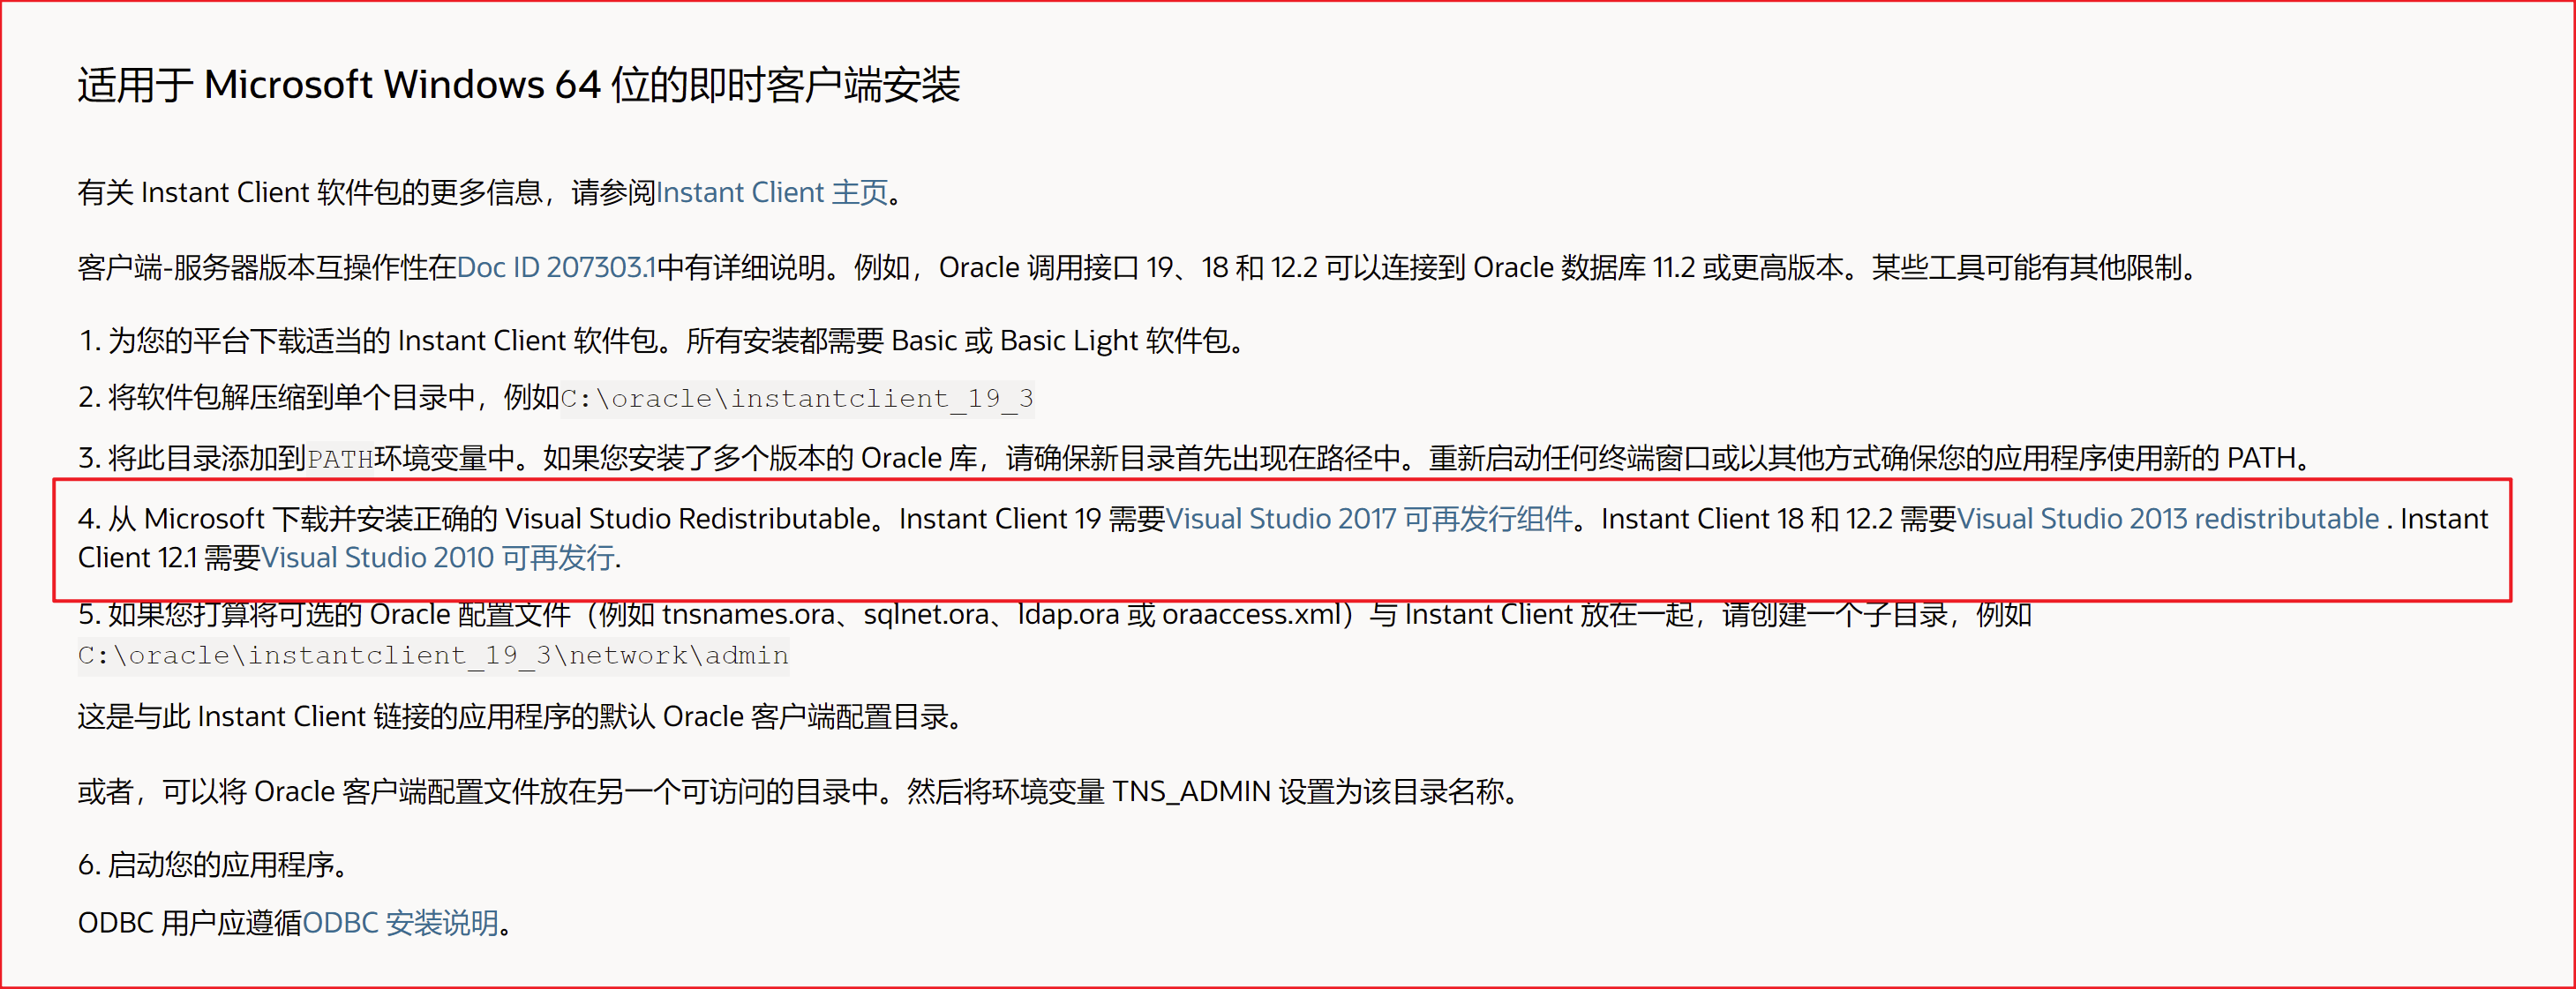 适用于 Microsoft Windows 64 位的即时客户端安装
有关 Instant Client 软件包的更多信息，请参阅Instant Client 主页。
客户端-服务器版本互操作性在Doc ID 207303.1中有详细说明。例如，Oracle 调用接口 19、18 和 12.2 可以连接到 Oracle 数据库 11.2 或更高版本。某些工具可能有其他限制。
1. 为您的平台下载适当的 Instant Client 软件包。所有安装都需要 Basic 或 Basic Light 软件包。
2. 将软件包解压缩到单个目录中，例如C:\oracle\instantclient_19_3
3. 将此目录添加到PATH环境变量中。如果您安装了多个版本的 Oracle 库，请确保新目录首先出现在路径中。重新启动任何终端窗口或以其他方式确保您的应用程序使用新的 PATH。
4. 从 Microsoft 下载并安装正确的 Visual Studio Redistributable。Instant Client 19 需要Visual Studio 2017 可再发行组件。Instant Client 18 和 12.2 需要Visual Studio 2013 redistributable . Instant
Client 12.1 需要Visual Studio 2010 可再发行.
5. 如果您打算将可选的 Oracle 配置文件（例如 tnsnames.ora、sqlnet.ora、ldap.ora 或 oraaccess.xml）与 Instant Client 放在一起，请创建一个子目录，例如
C:\oracle\instantclient_19_3\network\admin
这是与此 Instant Client 链接的应用程序的默认 Oracle 客户端配置目录。
或者，可以将 Oracle 客户端配置文件放在另一个可访问的目录中。然后将环境变量 TNS_ADMIN 设置为该目录名称。
6. 启动您的应用程序。
ODBC 用户应遵循ODBC 安装说明。